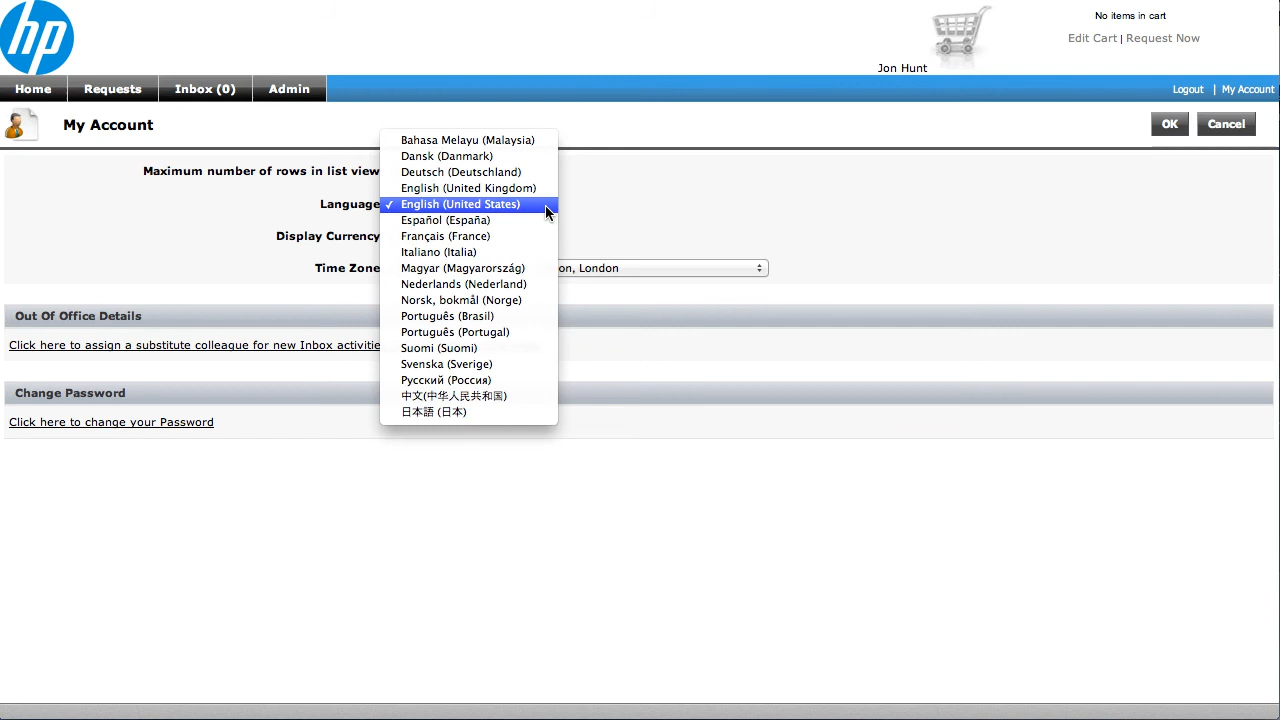 hp
No items in cart
Edit Cart | Request Now
Jon Hunt
Home Requests Inbox (0) Admin
Logout | My Account
My Account
OK Cancel
Maximum number of rows in list view
Language
Display Currency
Time Zone
on, London
Bahasa Melayu (Malaysia)
Dansk (Danmark)
Deutsch (Deutschland)
English (United Kingdom)
✓ English (United States)
Español (España)
Français (France)
Italiano (Italia)
Magyar (Magyarország)
Nederlands (Nederland)
Norsk, bokmål (Norge)
Português (Brasil)
Português (Portugal)
Suomi (Suomi)
Svenska (Sverige)
Русский (Россия)
中文(中华人民共和国)
日本語 (日本)
Out Of Office Details
Click here to assign a substitute colleague for new Inbox activitie
Change Password
Click here to change your Password